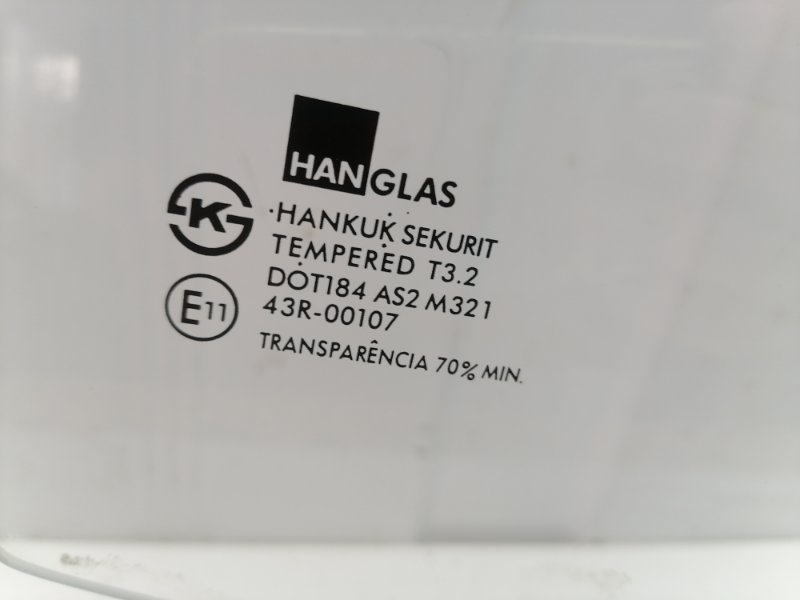 HANGLAS
K
HANKUK SEKURIT
TEMPERED T3.2
DOT184 AS2 M321
E11
43R-00107
TRANSPARÊNCIA 70% MIN.